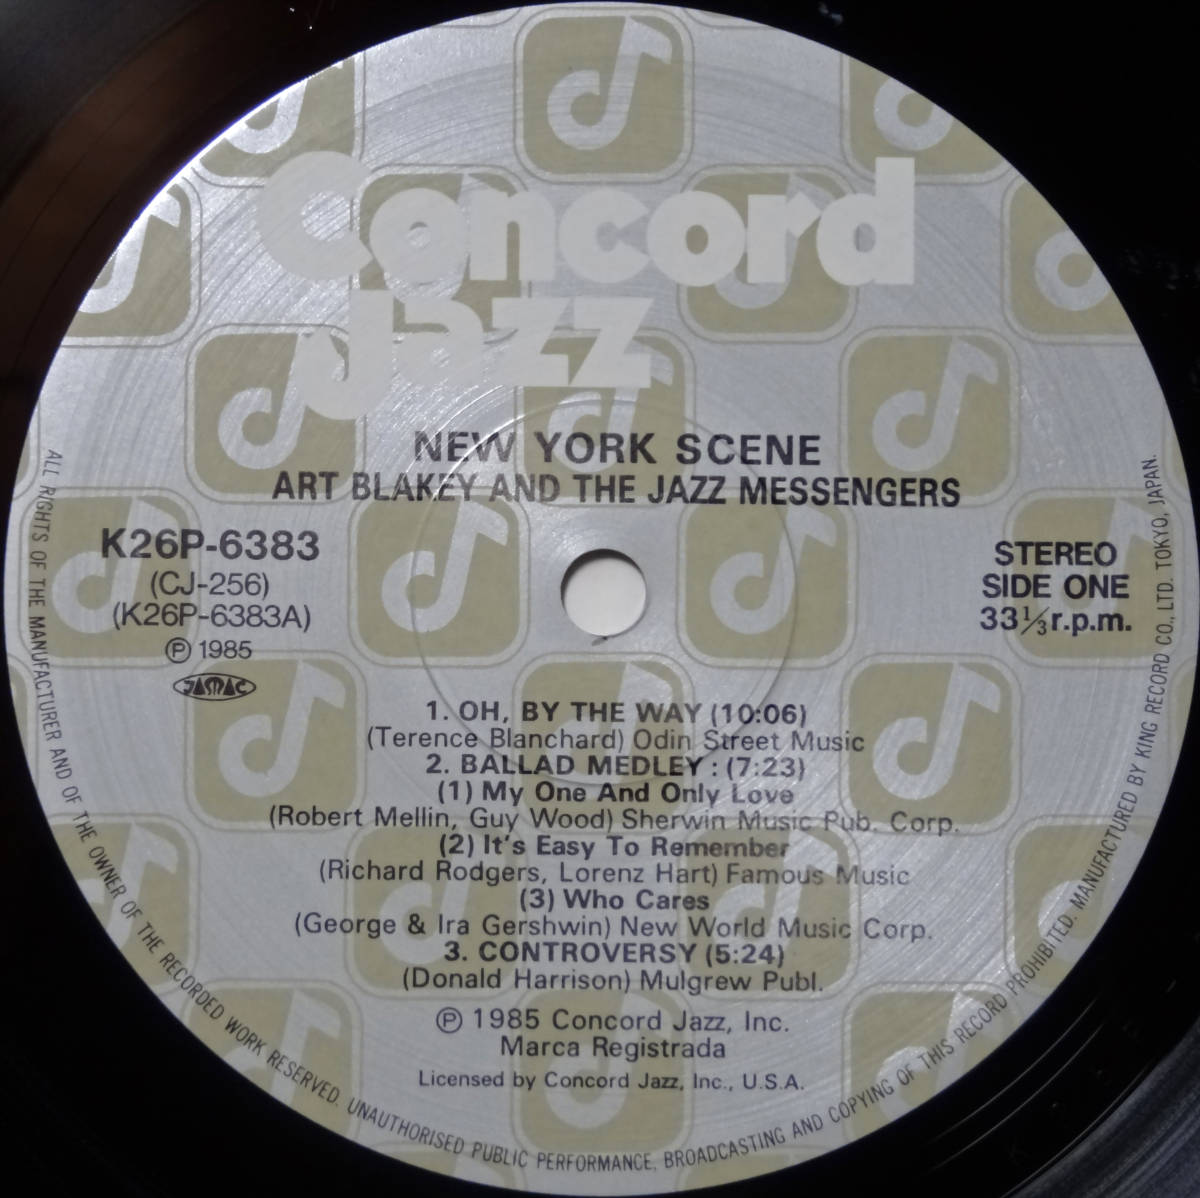 Concord
Jazz
NEW YORK SCENE
ART BLAKEY AND THE JAZZ MESSENGERS
K26P-6383
(CJ-256)
(K26P-6383A)
Ⓟ 1985
JASRAC
STEREO
SIDE ONE
33⅓r.p.m.
1. OH, BY THE WAY (10:06)
(Terence Blanchard) Odin Street Music
2. BALLAD MEDLEY : (7:23)
(1) My One And Only Love
(Robert Mellin, Guy Wood) Sherwin Music Pub. Corp.
(2) It's Easy To Remember
(Richard Rodgers, Lorenz Hart) Famous Music
(3) Who Cares
(George & Ira Gershwin) New World Music Corp.
3. CONTROVERSY (5:24)
(Donald Harrison) Mulgrew Publ.
Ⓟ 1985 Concord Jazz, Inc.
Marca Registrada
Licensed by Concord Jazz, Inc., U.S.A.
ALL RIGHTS OF THE MANUFACTURER AND OF THE OWNER OF THE RECORDED WORK RESERVED. UNAUTHORISED PUBLIC PERFORMANCE, BROADCASTING AND COPYING OF THIS RECORD PROHIBITED. MANUFACTURED BY KING RECORD CO., LTD. TOKYO, JAPAN.